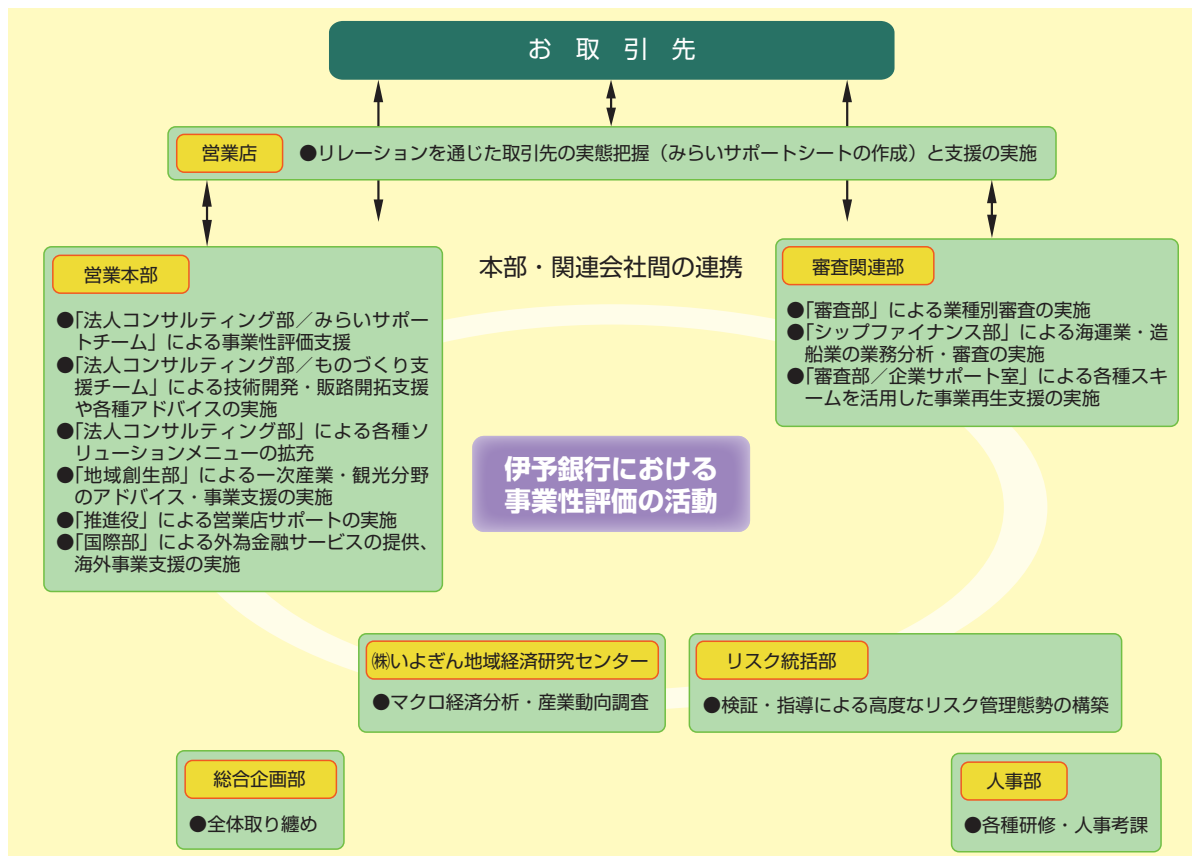 お取引先
営業店
●リレーションを通じた取引先の実態把握（みらいサポートシートの作成）と支援の実施
本部・関連会社間の連携
営業本部
●「法人コンサルティング部／みらいサポー
トチーム」による事業性評価支援
●「法人コンサルティング部／ものづくり支
援チーム」による技術開発・販路開拓支援
や各種アドバイスの実施
●「法人コンサルティング部」による各種ソ
リューションメニューの拡充
●「地域創生部」による一次産業・観光分野
のアドバイス・事業支援の実施
●「推進役」による営業店サポートの実施
●「国際部」による外為金融サービスの提供、
海外事業支援の実施
審査関連部
●「審査部」による業種別審査の実施
●「シップファイナンス部」による海運業・造
船業の業務分析・審査の実施
●「審査部／企業サポート室」による各種スキ
ームを活用した事業再生支援の実施
伊予銀行における
事業性評価の活動
㈱いよぎん地域経済研究センター
●マクロ経済分析・産業動向調査
リスク統括部
●検証・指導による高度なリスク管理態勢の構築
総合企画部
●全体取り纏め
人事部
●各種研修・人事考課